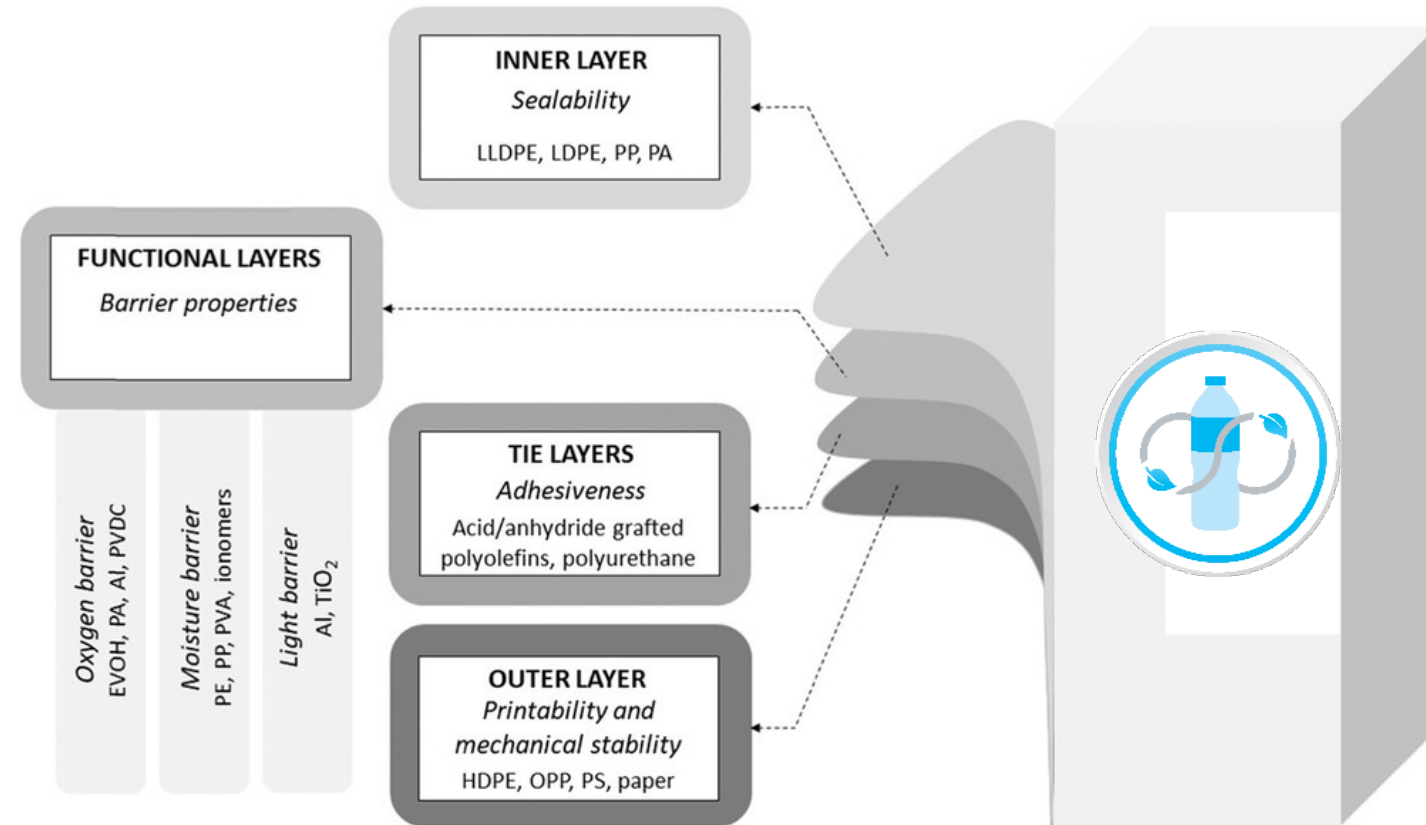 INNER LAYER
Sealability
LLDPE, LDPE, PP, PA
FUNCTIONAL LAYERS
Barrier properties
Oxygen barrier
EVOH, PA, Al, PVDC
Moisture barrier
PE, PP, PVA, ionomers
Light barrier
Al, TiO₂
TIE LAYERS
Adhesiveness
Acid/anhydride grafted
polyolefins, polyurethane
OUTER LAYER
Printability and
mechanical stability
HDPE, OPP, PS, paper